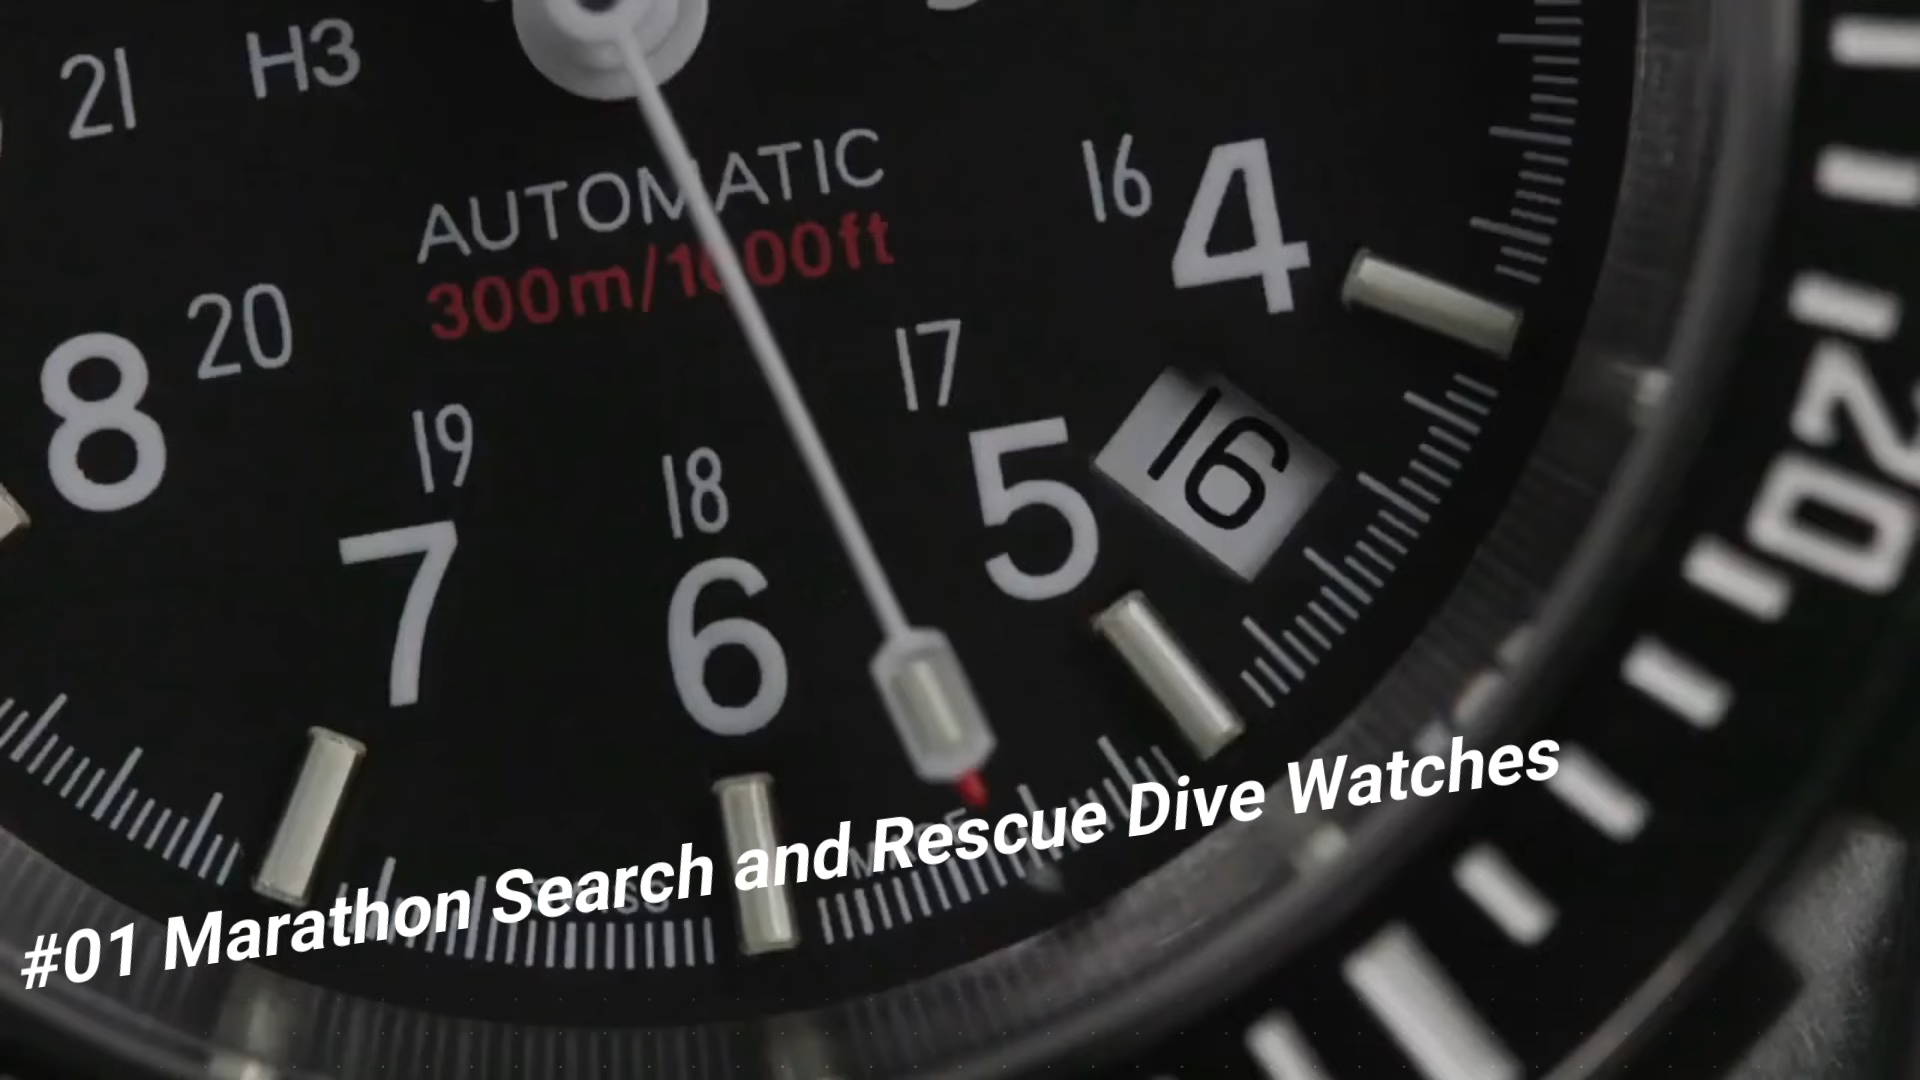 21 H3
AUTOMATIC
300m/1000ft
16 4
17
20
8
19
18
5
16
7
6
20
#01 Marathon Search and Rescue Dive Watches